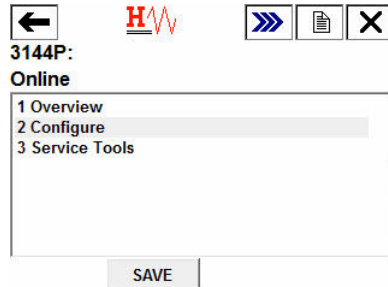 H
3144P:
Online
1 Overview
2 Configure
3 Service Tools
SAVE